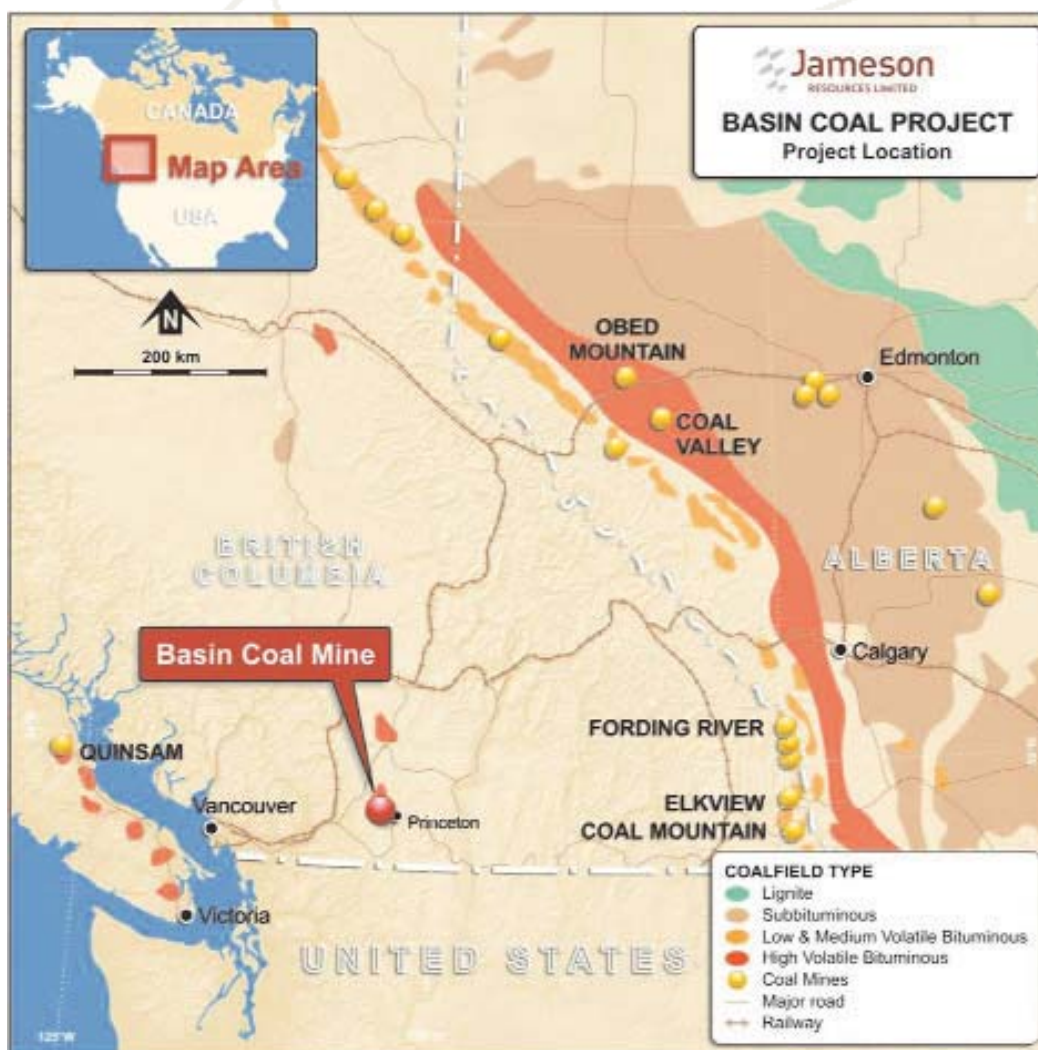 Jameson
RESOURCES LIMITED
BASIN COAL PROJECT
Project Location
CANADA
Map Area
USA
N
200 km
OBED
MOUNTAIN
Edmonton
COAL
VALLEY
BRITISH
COLUMBIA
ALBERTA
Basin Coal Mine
Calgary
FORDING RIVER
QUINSAM
Vancouver
Princeton
ELKVIEW
COAL MOUNTAIN
Victoria
UNITED STATES
COALFIELD TYPE
Lignite
Subbituminous
Low & Medium Volatile Bituminous
High Volatile Bituminous
Coal Mines
Major road
Railway
125°W